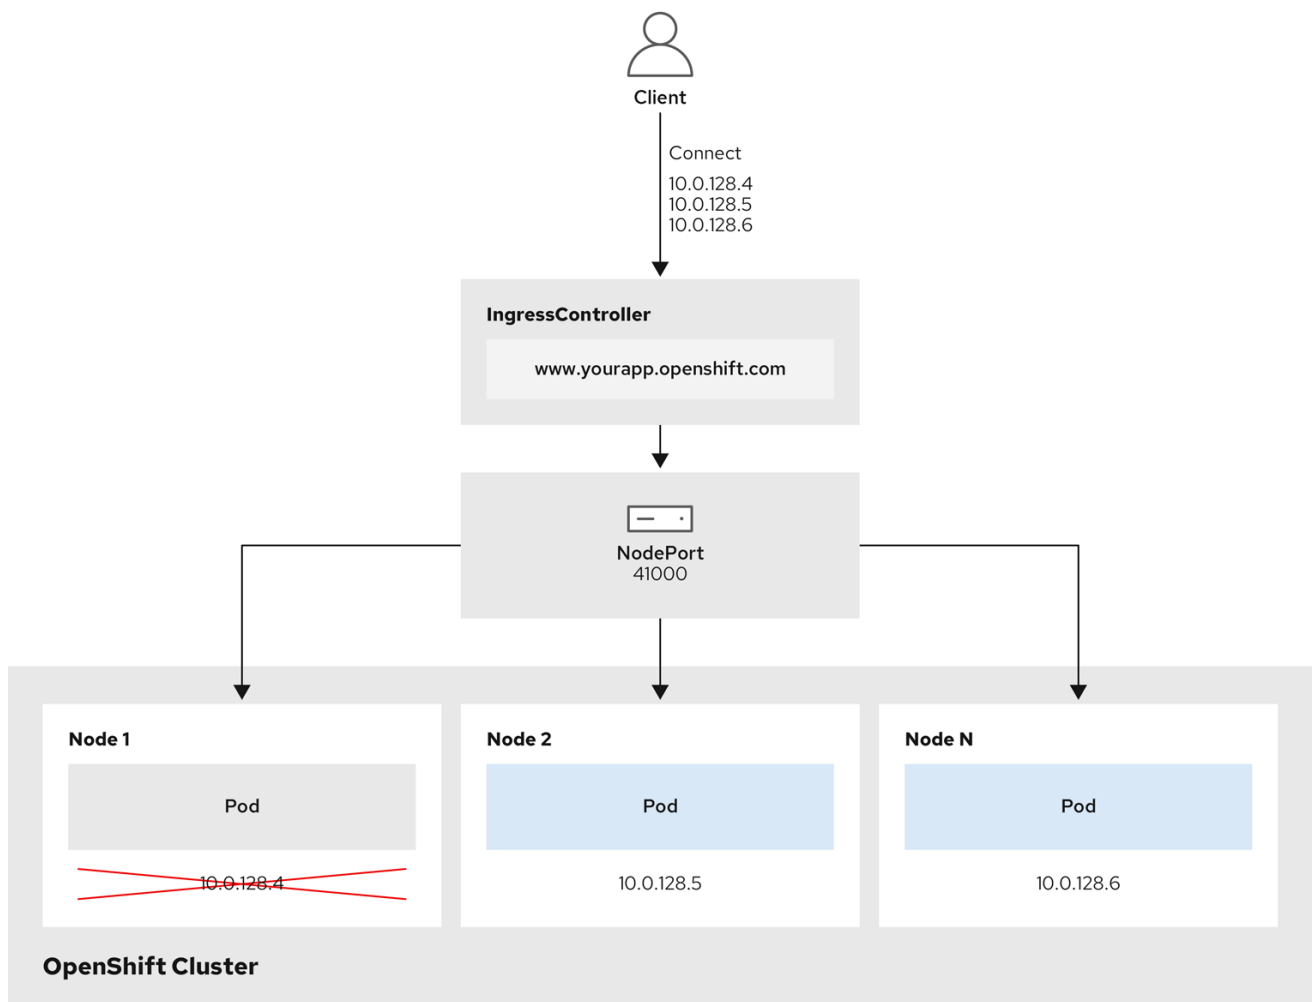 Client
Connect
10.0.128.4
10.0.128.5
10.0.128.6
IngressController
www.yourapp.openshift.com
NodePort
41000
Node 1
Pod
10.0.128.4
Node 2
Pod
10.0.128.5
Node N
Pod
10.0.128.6
OpenShift Cluster